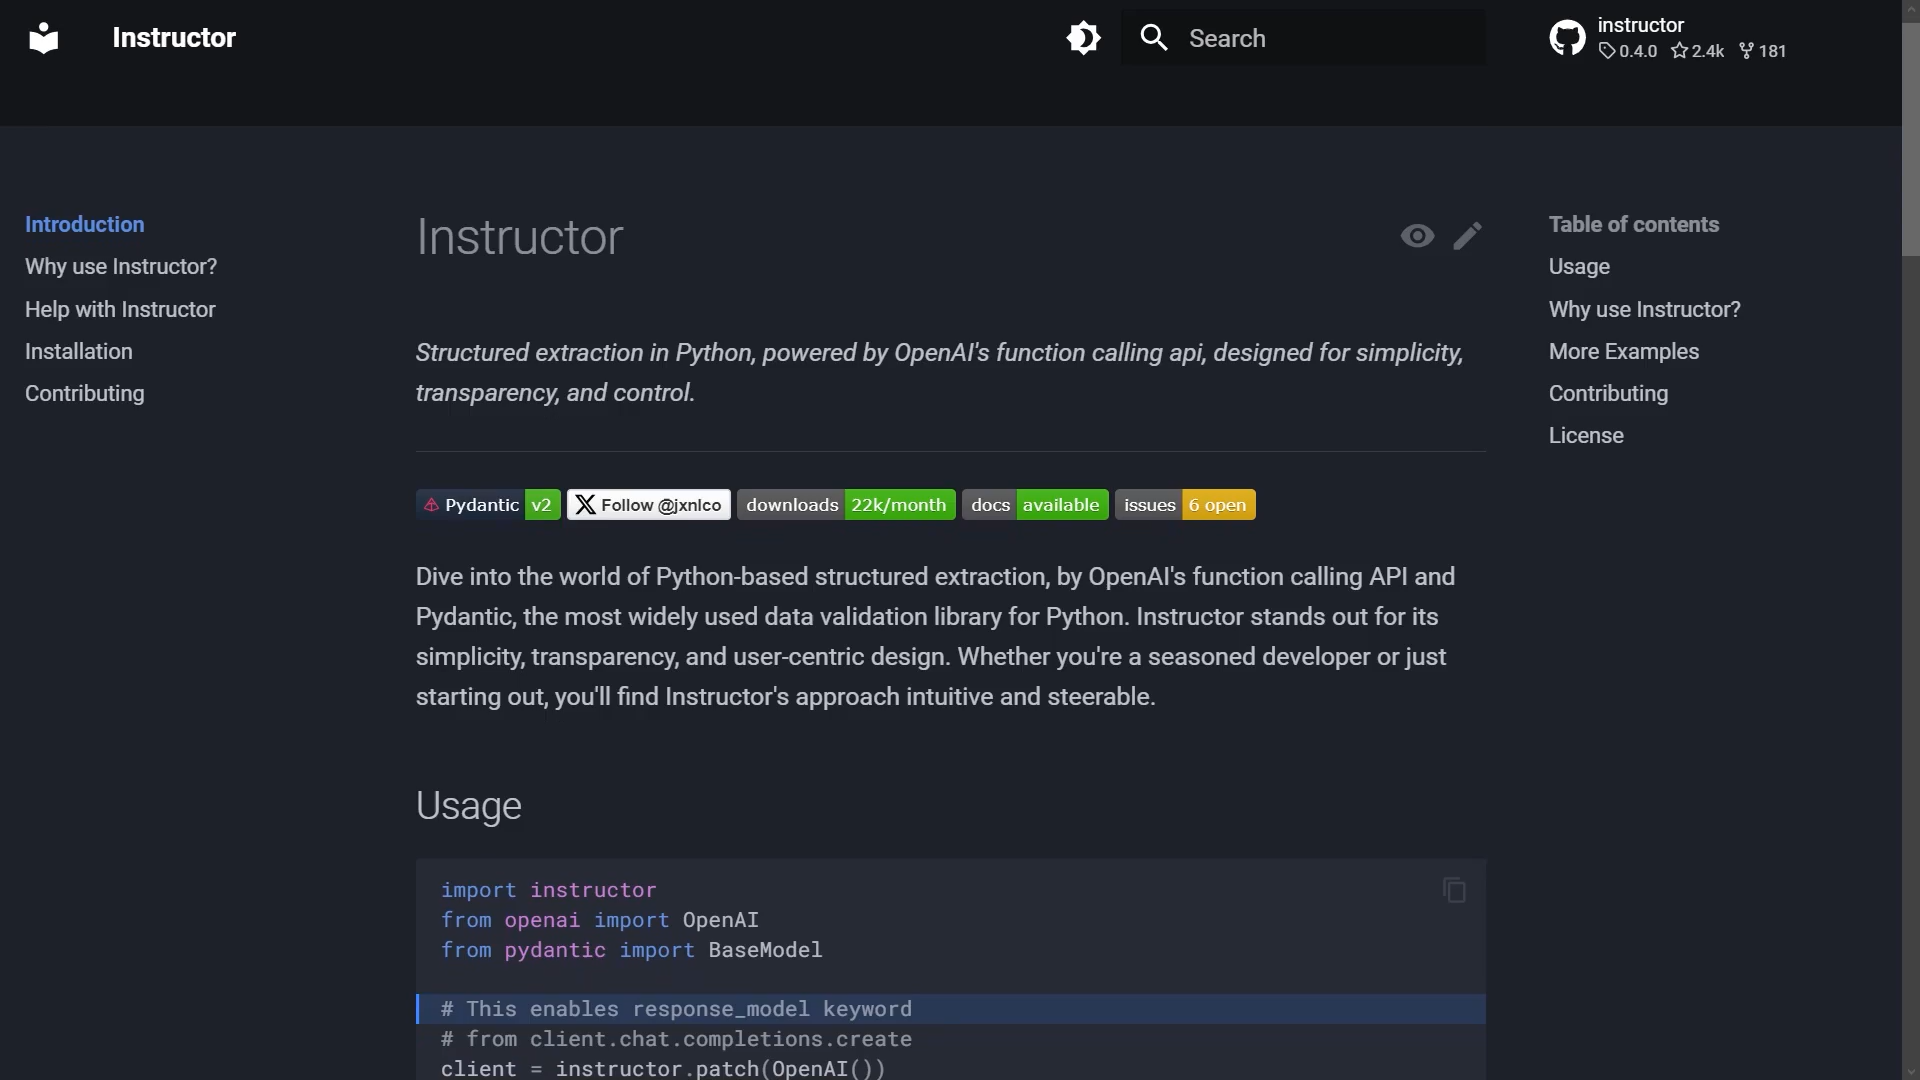 Instructor
Search
instructor
0.4.0 2.4k 181
Introduction
Why use Instructor?
Help with Instructor
Installation
Contributing
Instructor
Structured extraction in Python, powered by OpenAI's function calling api, designed for simplicity,
transparency, and control.
Pydantic v2 Follow @jxnlco downloads 22k/month docs available issues 6 open
Dive into the world of Python-based structured extraction, by OpenAI's function calling API and
Pydantic, the most widely used data validation library for Python. Instructor stands out for its
simplicity, transparency, and user-centric design. Whether you're a seasoned developer or just
starting out, you'll find Instructor's approach intuitive and steerable.
Usage
import instructor
from openai import OpenAI
from pydantic import BaseModel
# This enables response_model keyword
# from client.chat.completions.create
client = instructor.patch(OpenAI())
Table of contents
Usage
Why use Instructor?
More Examples
Contributing
License